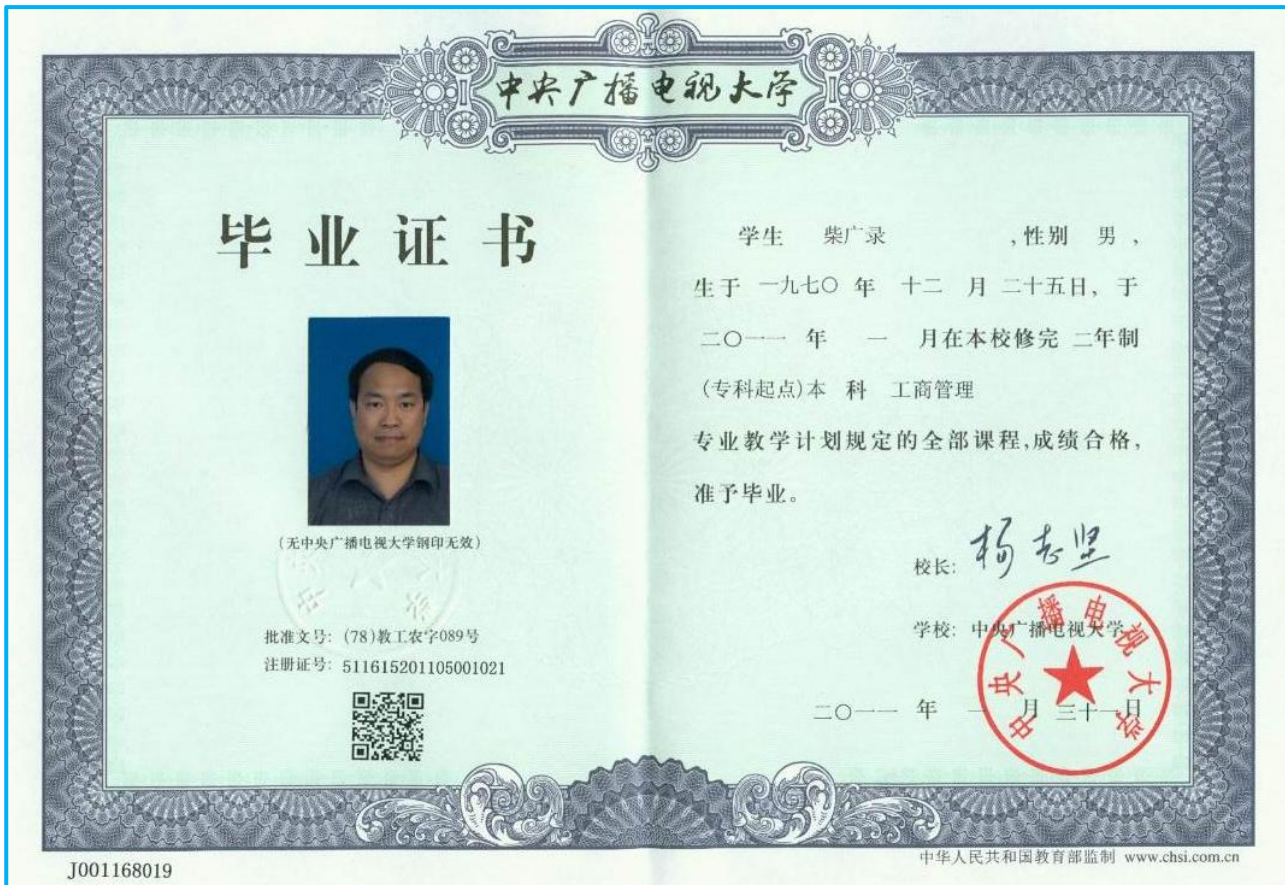 中央广播电视大学
毕业证书
(无中央广播电视大学钢印无效)
批准文号: (78)教工农字089号
注册证号: 511615201105001021
学生 柴广录 ,性别 男 ,
生于 一九七〇 年 十二 月 二十五日, 于
二〇一一 年 一 月在本校修完 二年制
(专科起点)本 科 工商管理
专业教学计划规定的全部课程,成绩合格,
准予毕业。
校长: 杨志坚
学校: 中央广播电视大学
二〇一一 年 一 月 三十一日
中央广播电视大学
J001168019
中华人民共和国教育部监制 www.chsi.com.cn